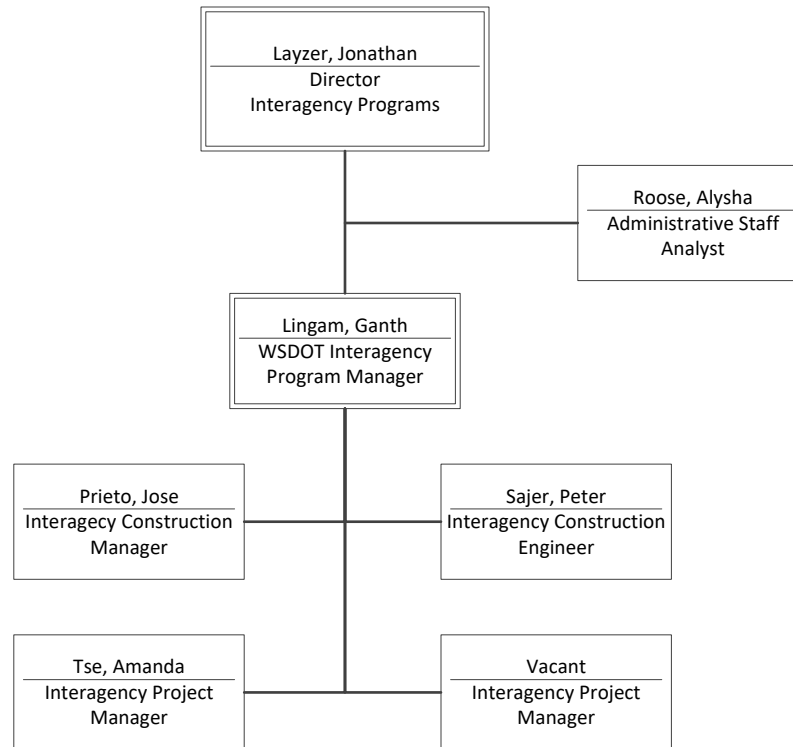 Layzer, Jonathan
Director
Interagency Programs
Roose, Alysha
Administrative Staff
Analyst
Lingam, Ganth
WSDOT Interagency
Program Manager
Prieto, Jose
Interagecy Construction
Manager
Sajer, Peter
Interagency Construction
Engineer
Tse, Amanda
Interagency Project
Manager
Vacant
Interagency Project
Manager